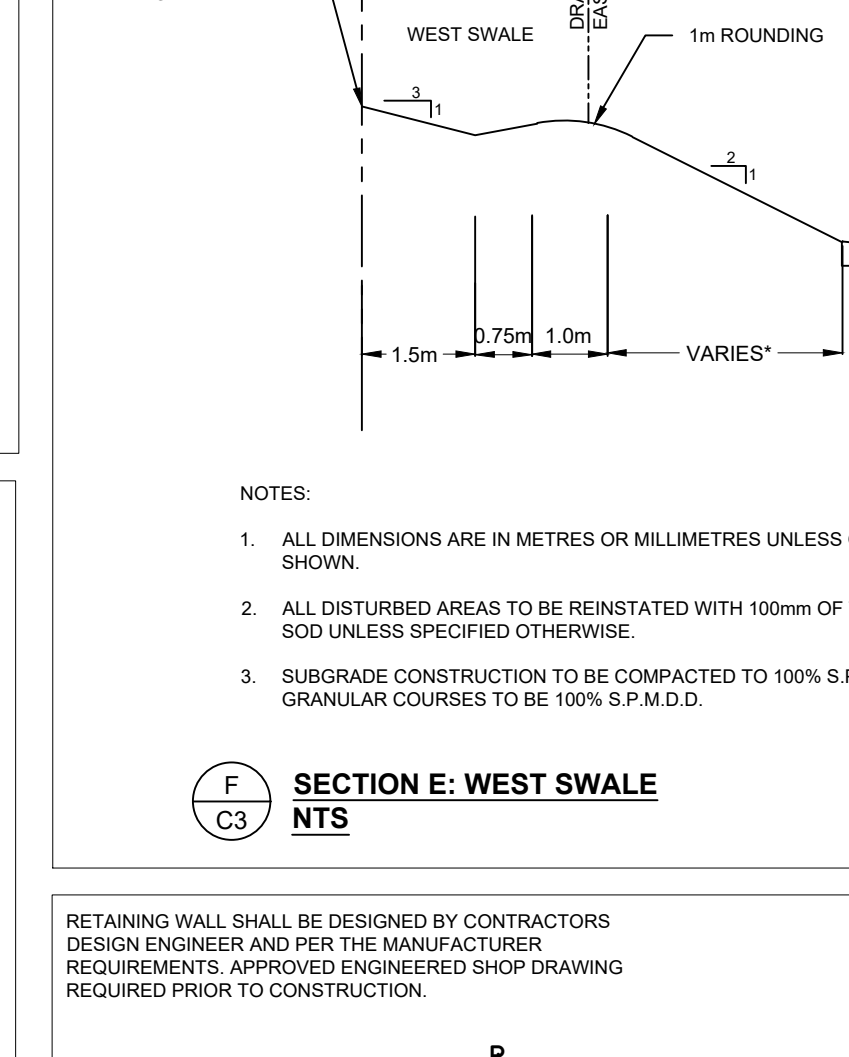 DRA
EAS
WEST SWALE
1m ROUNDING
3
1
2
1
1.5m
0.75m
1.0m
VARIES*
NOTES:
1. ALL DIMENSIONS ARE IN METRES OR MILLIMETRES UNLESS
SHOWN.
2. ALL DISTURBED AREAS TO BE REINSTATED WITH 100mm OF
SOD UNLESS SPECIFIED OTHERWISE.
3. SUBGRADE CONSTRUCTION TO BE COMPACTED TO 100% S.P
GRANULAR COURSES TO BE 100% S.P.M.D.D.
F
C3
SECTION E: WEST SWALE
NTS
RETAINING WALL SHALL BE DESIGNED BY CONTRACTORS
DESIGN ENGINEER AND PER THE MANUFACTURER
REQUIREMENTS. APPROVED ENGINEERED SHOP DRAWING
REQUIRED PRIOR TO CONSTRUCTION.